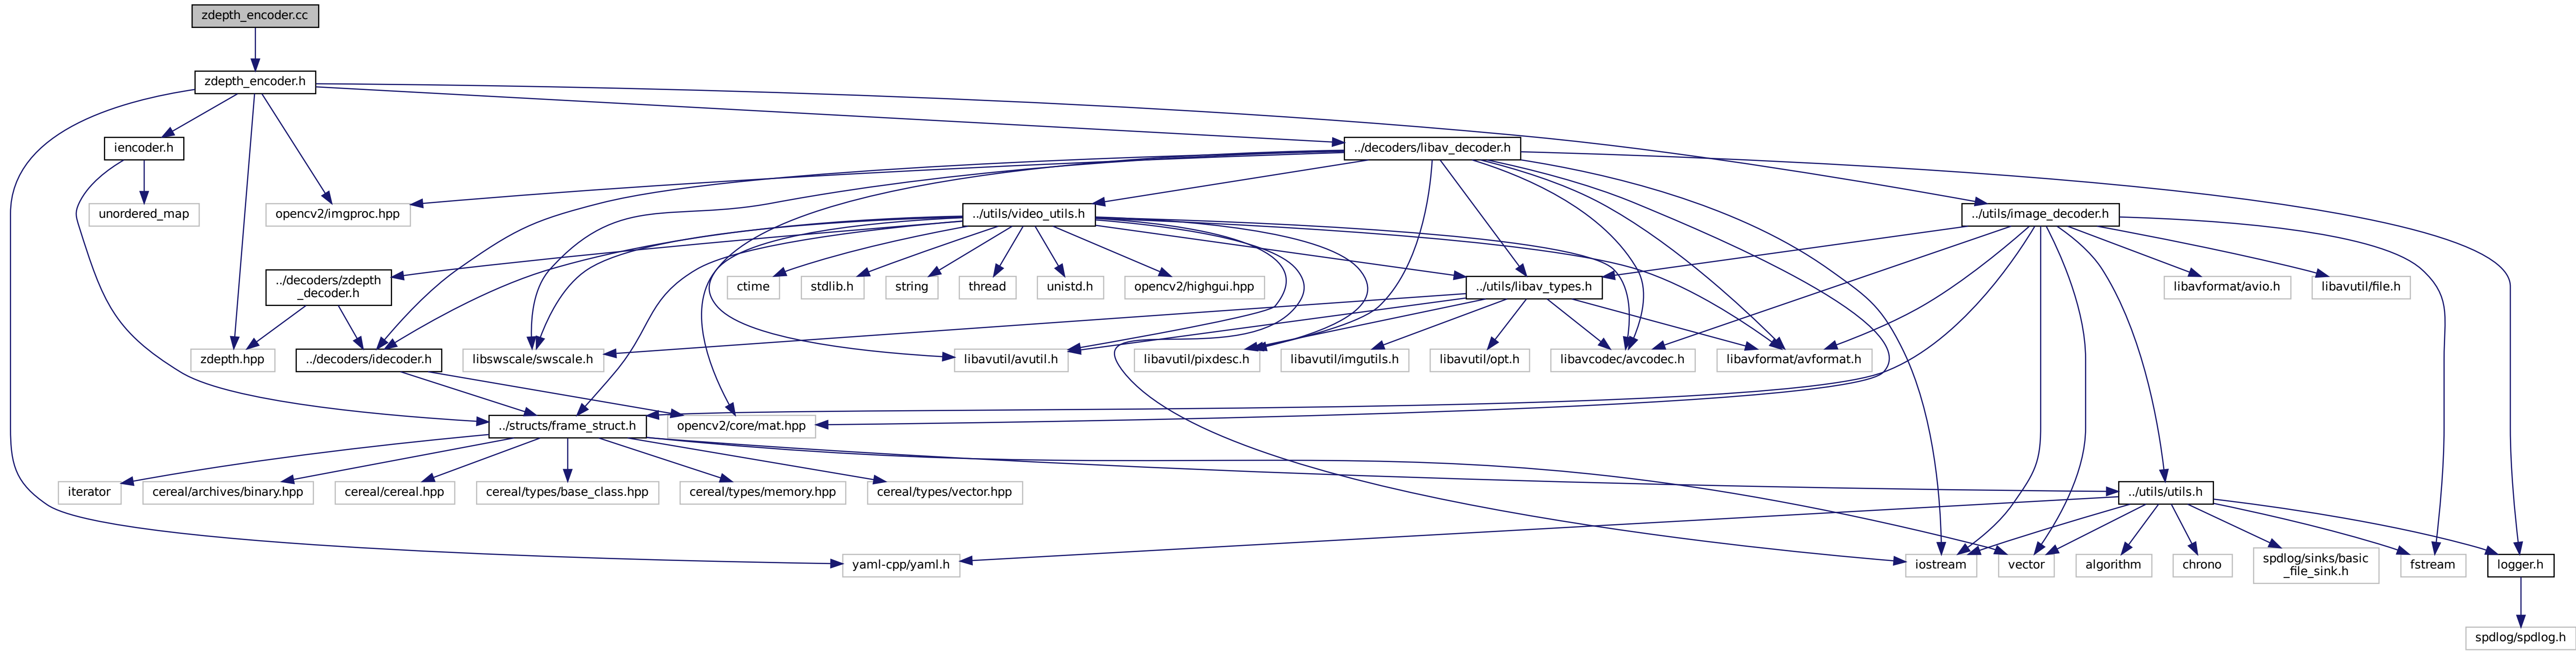 zdepth_encoder.cc
zdepth_encoder.h
iencoder.h
../decoders/libav_decoder.h
unordered_map
opencv2/imgproc.hpp
../utils/video_utils.h
../utils/image_decoder.h
../decoders/zdepth
_decoder.h
ctime
stdlib.h
string
thread
unistd.h
opencv2/highgui.hpp
../utils/libav_types.h
libavformat/avio.h
libavutil/file.h
zdepth.hpp
../decoders/idecoder.h
libswscale/swscale.h
libavutil/avutil.h
libavutil/pixdesc.h
libavutil/imgutils.h
libavutil/opt.h
libavcodec/avcodec.h
libavformat/avformat.h
../structs/frame_struct.h
opencv2/core/mat.hpp
iterator
cereal/archives/binary.hpp
cereal/cereal.hpp
cereal/types/base_class.hpp
cereal/types/memory.hpp
cereal/types/vector.hpp
../utils/utils.h
yaml-cpp/yaml.h
iostream
vector
algorithm
chrono
spdlog/sinks/basic
_file_sink.h
fstream
logger.h
spdlog/spdlog.h